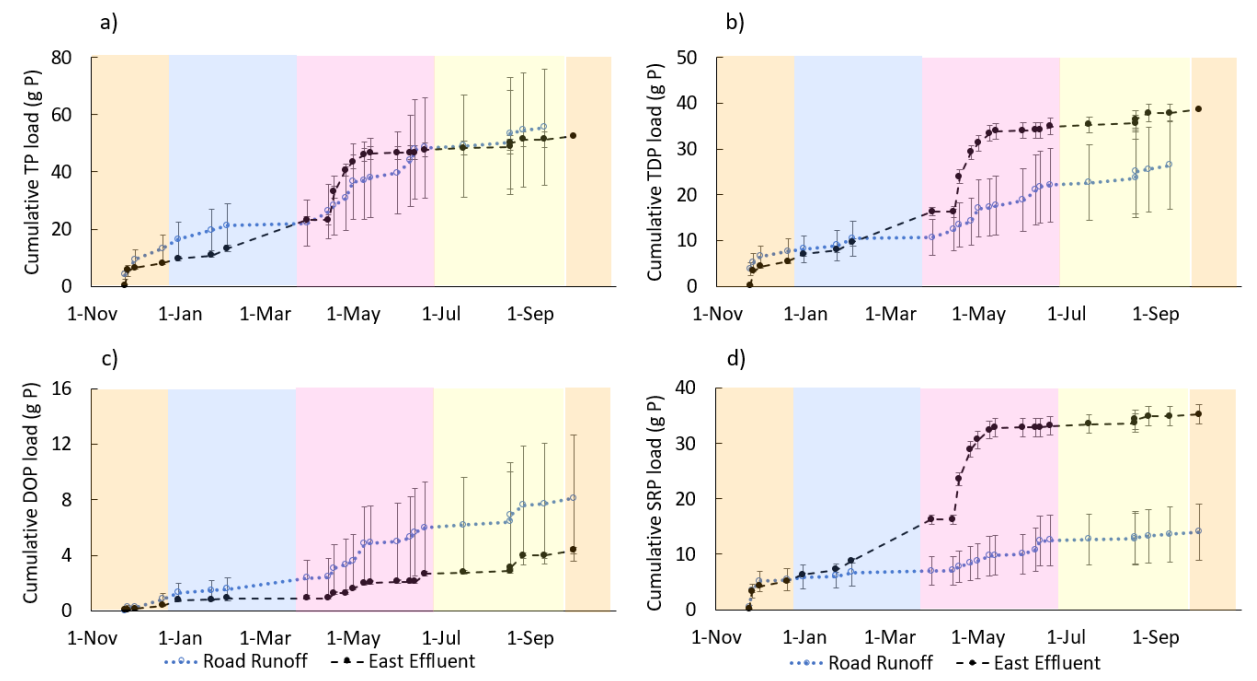 a)
Cumulative TP load (g P)
80
60
40
20
0
1-Nov 1-Jan 1-Mar 1-May 1-Jul 1-Sep
b)
Cumulative TDP load (g P)
50
40
30
20
10
0
1-Nov 1-Jan 1-Mar 1-May 1-Jul 1-Sep
c)
Cumulative DOP load (g P)
16
12
8
4
0
1-Nov 1-Jan 1-Mar 1-May 1-Jul 1-Sep
Road Runoff East Effluent
d)
Cumulative SRP load (g P)
40
30
20
10
0
1-Nov 1-Jan 1-Mar 1-May 1-Jul 1-Sep
Road Runoff East Effluent